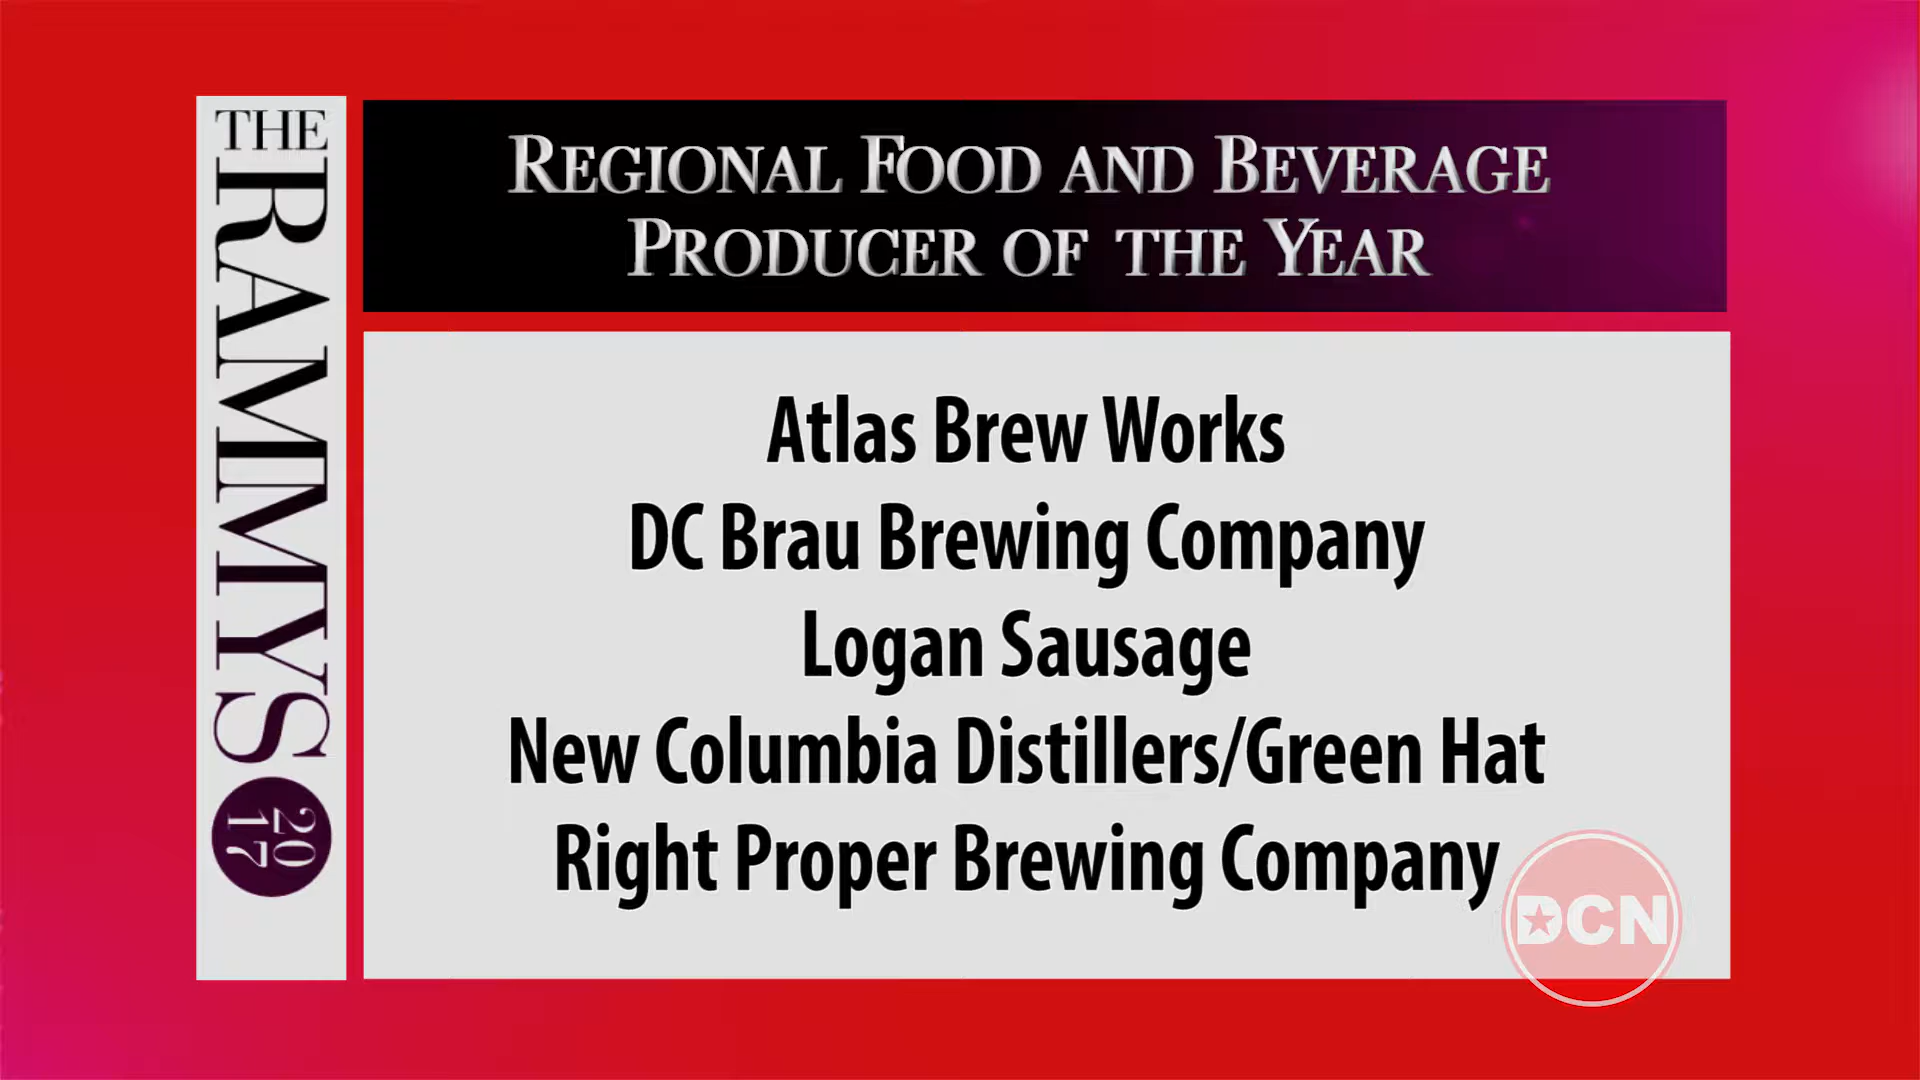 THE RAMMYS 2017
REGIONAL FOOD AND BEVERAGE
PRODUCER OF THE YEAR
Atlas Brew Works
DC Brau Brewing Company
Logan Sausage
New Columbia Distillers/Green Hat
Right Proper Brewing Company
DCN